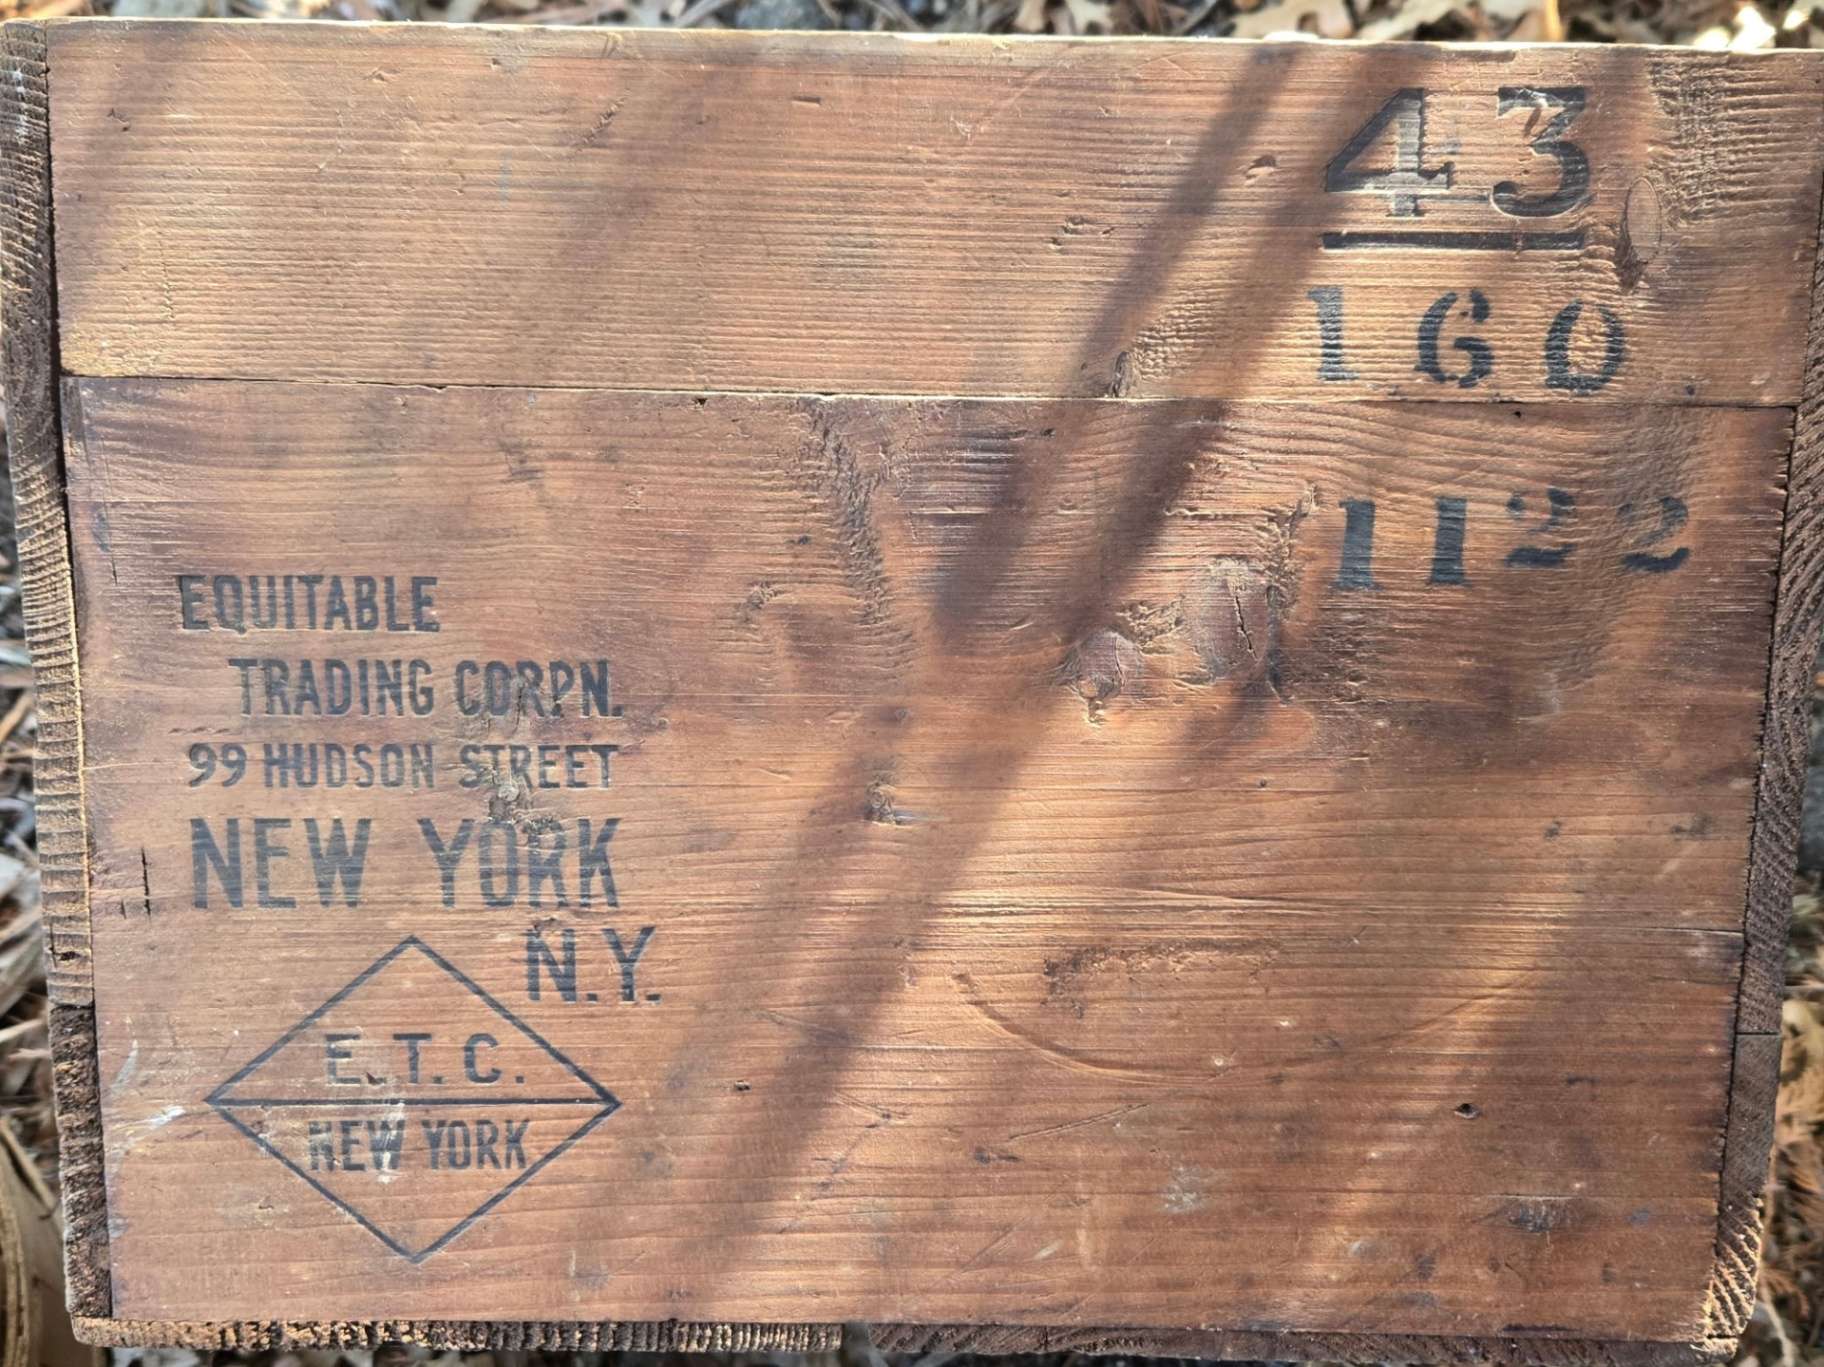 43
160
1122
EQUITABLE
TRADING CORPN.
99 HUDSON STREET
NEW YORK
N.Y.
E.T.C.
NEW YORK